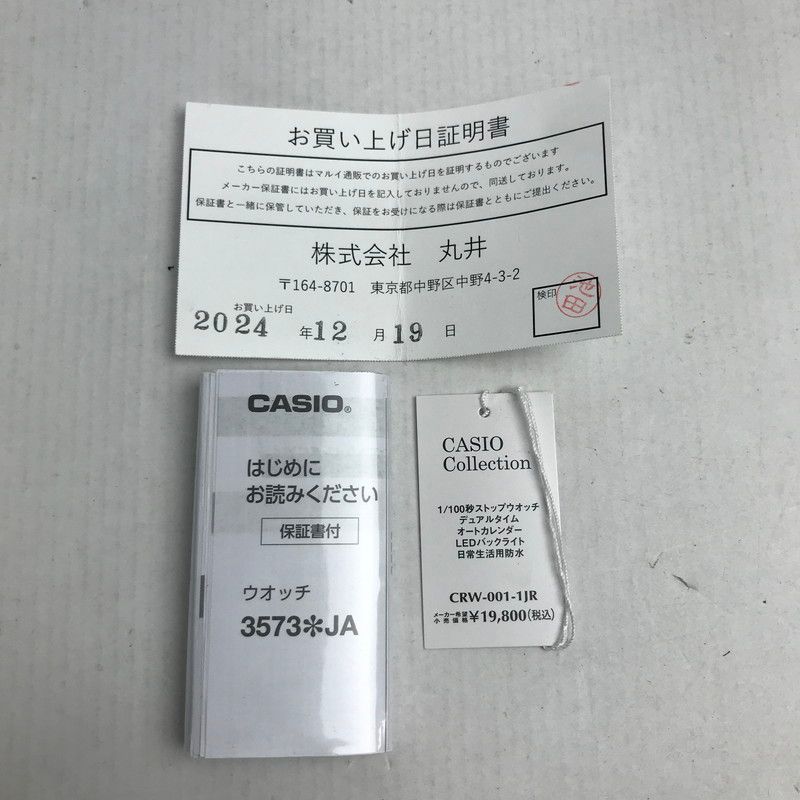 お買い上げ日証明書
こちらの証明書はマルイ通販でのお買い上げ日を証明するものでございます
メーカー保証書にはお買い上げ日を記入しておりませんので、同送しております。
保証書と一緒に保管していただき、保証をお受けになる際は保証書とともにご提出ください。
株式会社 丸井
〒164-8701 東京都中野区中野4-3-2
お買い上げ日
2024 年 12 月 19 日
検印
池田
CASIO®
はじめに
お読みください
保証書付
ウオッチ
3573✻JA
CASIO
Collection
1/100秒ストップウオッチ
デュアルタイム
オートカレンダー
LEDバックライト
日常生活用防水
CRW-001-1JR
メーカー希望小売価格 ¥19,800(税込)